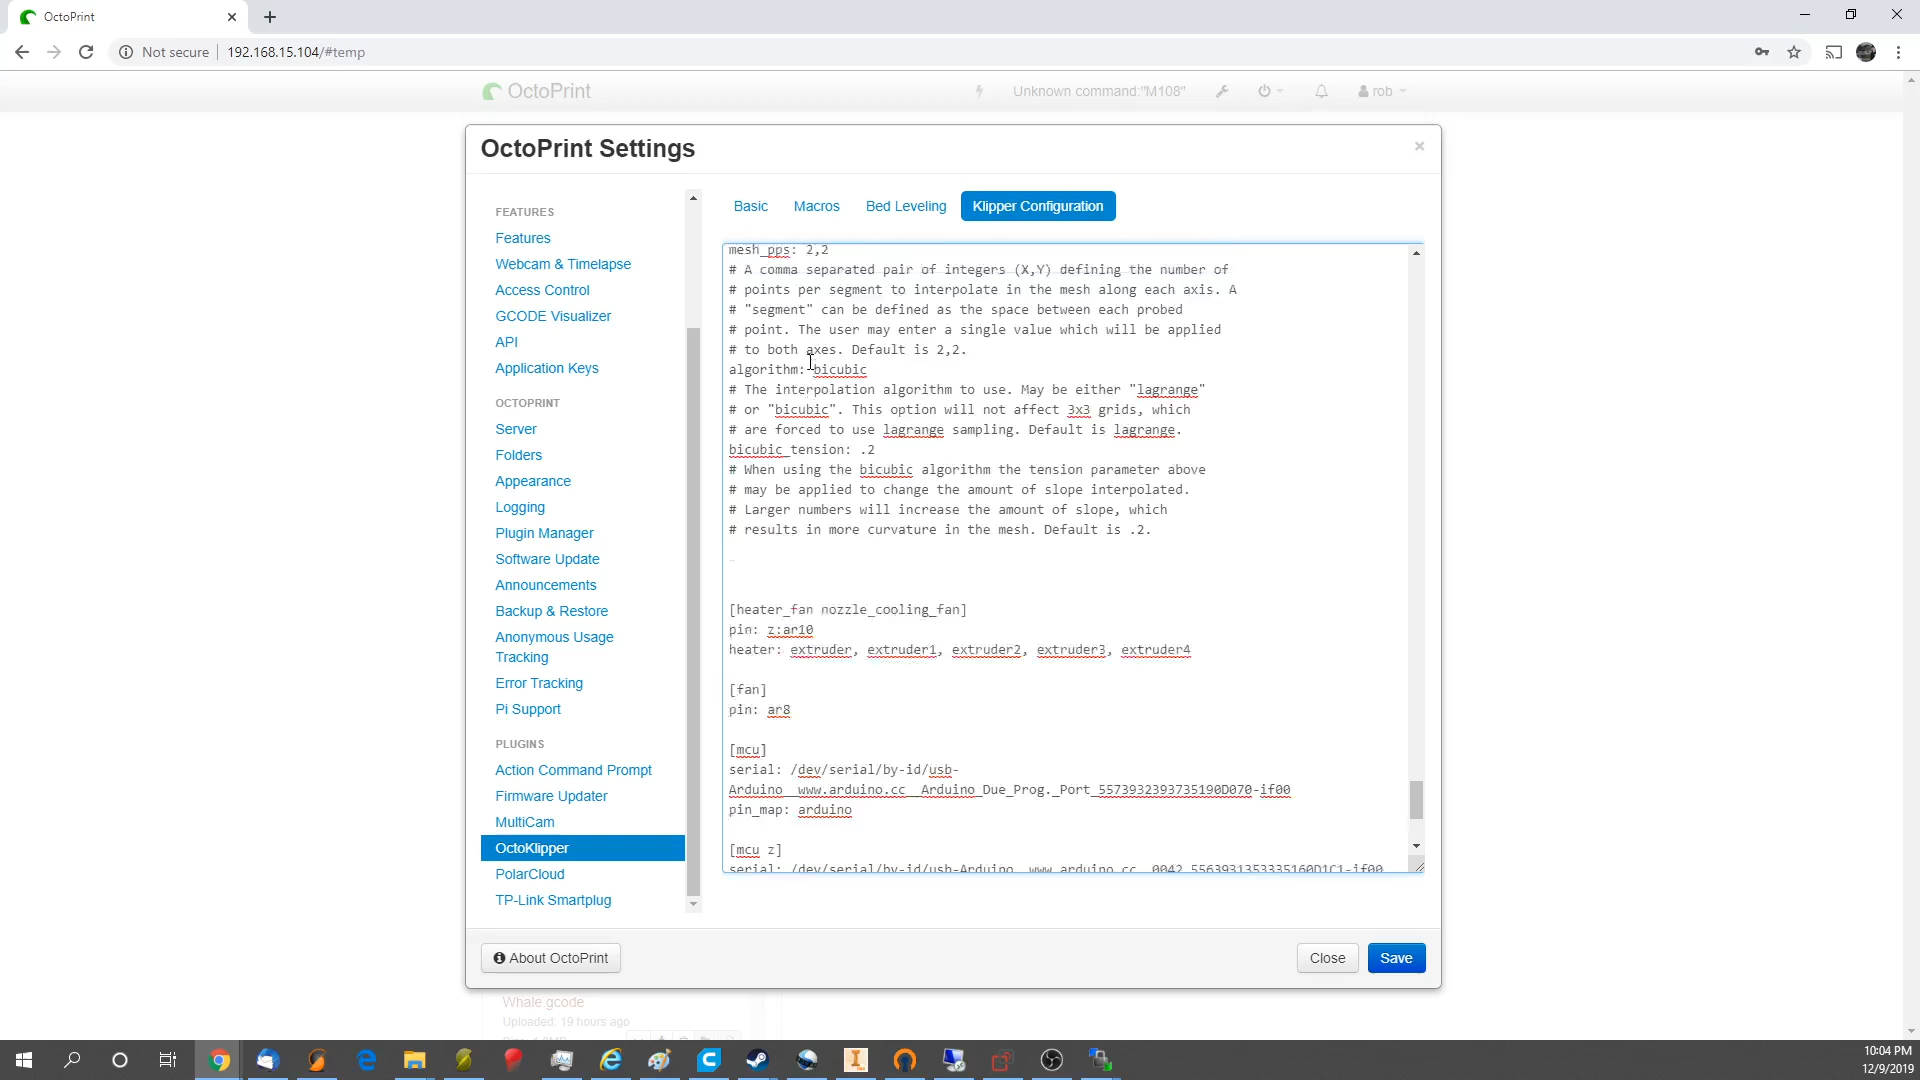 OctoPrint
Not secure
192.168.15.104/#temp
OctoPrint
Unknown command:"M108"
rob
OctoPrint Settings
FEATURES
Features
Webcam & Timelapse
Access Control
GCODE Visualizer
API
Application Keys
OCTOPRINT
Server
Folders
Appearance
Logging
Plugin Manager
Software Update
Announcements
Backup & Restore
Anonymous Usage
Tracking
Error Tracking
Pi Support
PLUGINS
Action Command Prompt
Firmware Updater
MultiCam
OctoKlipper
PolarCloud
TP-Link Smartplug
Basic
Macros
Bed Leveling
Klipper Configuration
mesh_pps: 2,2
# A comma separated pair of integers (X,Y) defining the number of
# points per segment to interpolate in the mesh along each axis. A
# "segment" can be defined as the space between each probed
# point. The user may enter a single value which will be applied
# to both axes. Default is 2,2.
algorithm: bicubic
# The interpolation algorithm to use. May be either "lagrange"
# or "bicubic". This option will not affect 3x3 grids, which
# are forced to use lagrange sampling. Default is lagrange.
bicubic_tension: .2
# When using the bicubic algorithm the tension parameter above
# may be applied to change the amount of slope interpolated.
# Larger numbers will increase the amount of slope, which
# results in more curvature in the mesh. Default is .2.
[heater_fan nozzle_cooling_fan]
pin: z:ar10
heater: extruder, extruder1, extruder2, extruder3, extruder4
[fan]
pin: ar8
[mcu]
serial: /dev/serial/by-id/usb-
Arduino__www.arduino.cc__Arduino_Due_Prog._Port_5573932393735190D070-if00
pin_map: arduino
[mcu z]
serial: /dev/serial/by-id/usb-Arduino__www.arduino.cc__0042_5563931353335160D1C1-if00
About OctoPrint
Close
Save
Whale.gcode
Uploaded: 19 hours ago
10:04 PM
12/9/2019